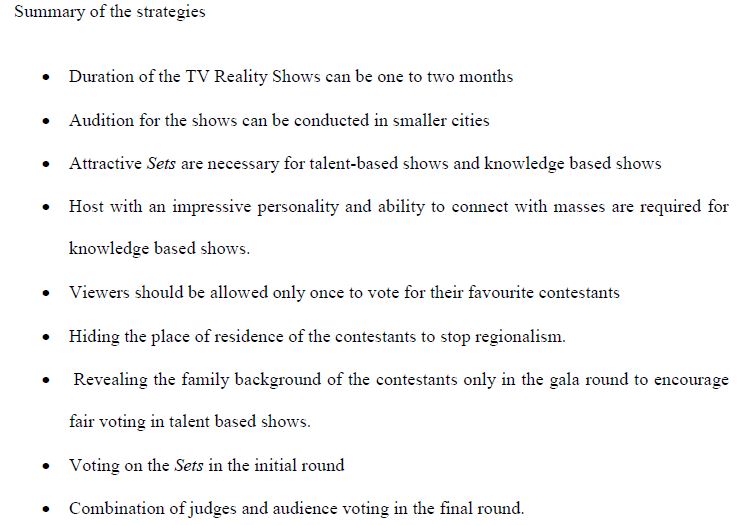 Summary of the strategies
• Duration of the TV Reality Shows can be one to two months
• Audition for the shows can be conducted in smaller cities
• Attractive Sets are necessary for talent-based shows and knowledge based shows
• Host with an impressive personality and ability to connect with masses are required for
knowledge based shows.
• Viewers should be allowed only once to vote for their favourite contestants
• Hiding the place of residence of the contestants to stop regionalism.
• Revealing the family background of the contestants only in the gala round to encourage
fair voting in talent based shows.
• Voting on the Sets in the initial round
• Combination of judges and audience voting in the final round.